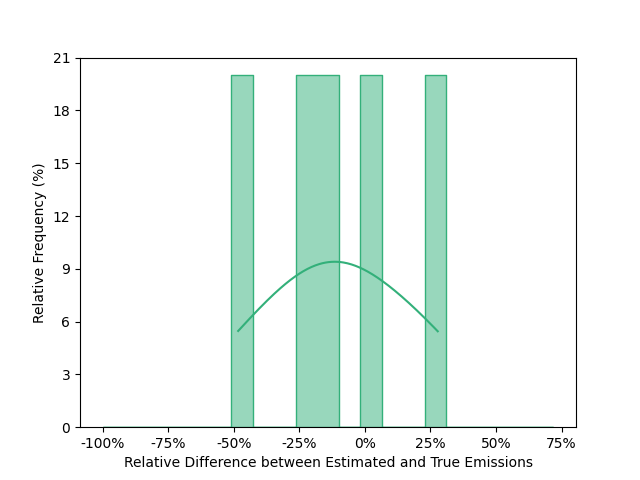 21
18
15
12
9
6
3
0
Relative Frequency (%)
-100% -75% -50% -25% 0% 25% 50% 75%
Relative Difference between Estimated and True Emissions